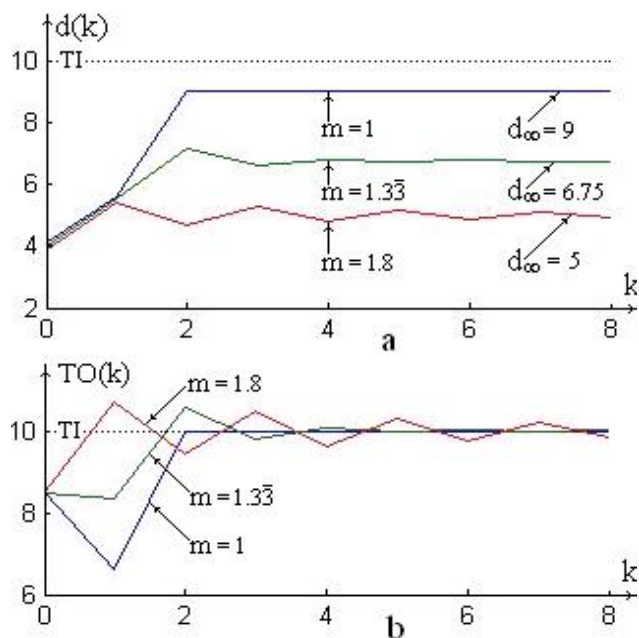 d(k)
10
TI
8
m = 1
d∞ = 9
6
m = 1.33̅
d∞ = 6.75
4
m = 1.8
d∞ = 5
2
k
0 2 4 6 8
a
TO(k)
m = 1.8
10
TI
8
m = 1.33̅
m = 1
6
k
0 2 4 6 8
b